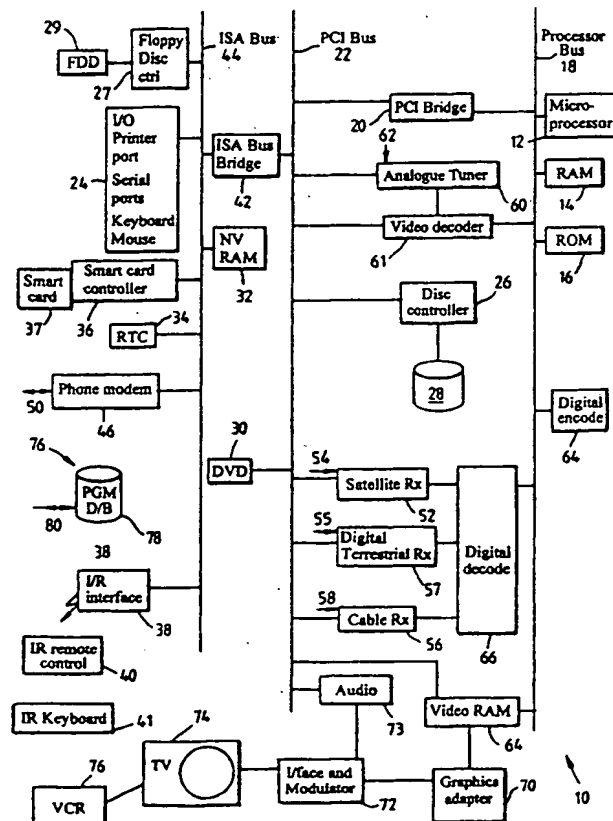 29
FDD
Floppy
Disc
ctrl
27
ISA Bus
44
PCI Bus
22
Processor
Bus
18
I/O
Printer
port
Serial
ports
Keyboard
Mouse
24
ISA Bus
Bridge
42
PCI Bridge
20
Micro-
processor
12
62
Analogue Tuner
60
RAM
14
Video decoder
61
ROM
16
NV
RAM
32
Smart card
controller
36
Smart
card
37
RTC
34
Disc
controller
26
28
Phone modem
50
46
Digital
encode
64
76
PGM
D/B
80
78
30
DVD
54
Satellite Rx
52
55
Digital
Terrestrial Rx
57
58
Cable Rx
56
Digital
decode
66
38
I/R
interface
38
IR remote
control
40
IR Keyboard
41
Audio
73
Video RAM
64
74
TV
76
VCR
I/face and
Modulator
72
Graphics
adapter
70
10